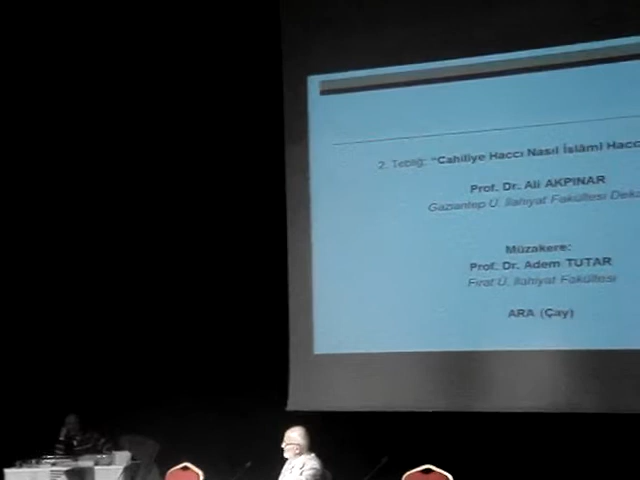 2. Tebliğ: "Cahiliye Haccı Nasıl İslâmî Hacc
Prof. Dr. Ali AKPINAR
Gaziantep Ü. İlahiyat Fakültesi Deka
Müzakere:
Prof. Dr. Adem TUTAR
Fırat Ü. İlahiyat Fakültesi
ARA (Çay)